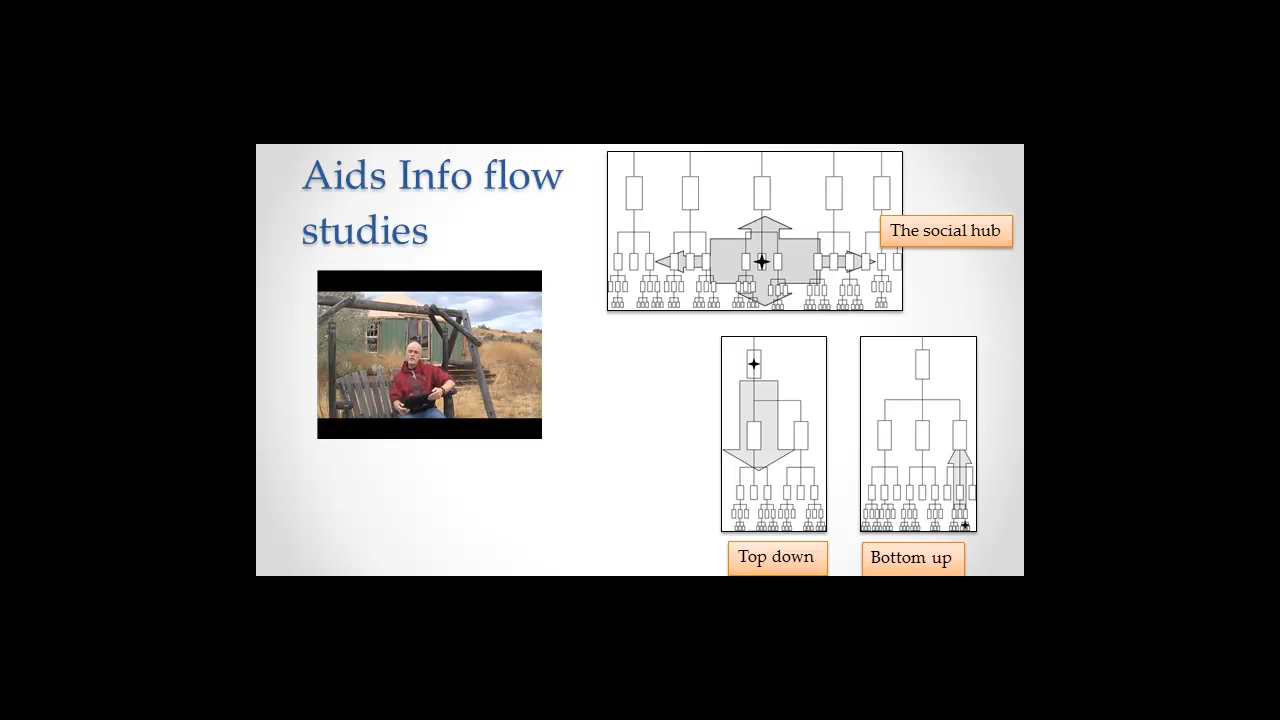 Aids Info flow
studies
The social hub
Top down
Bottom up